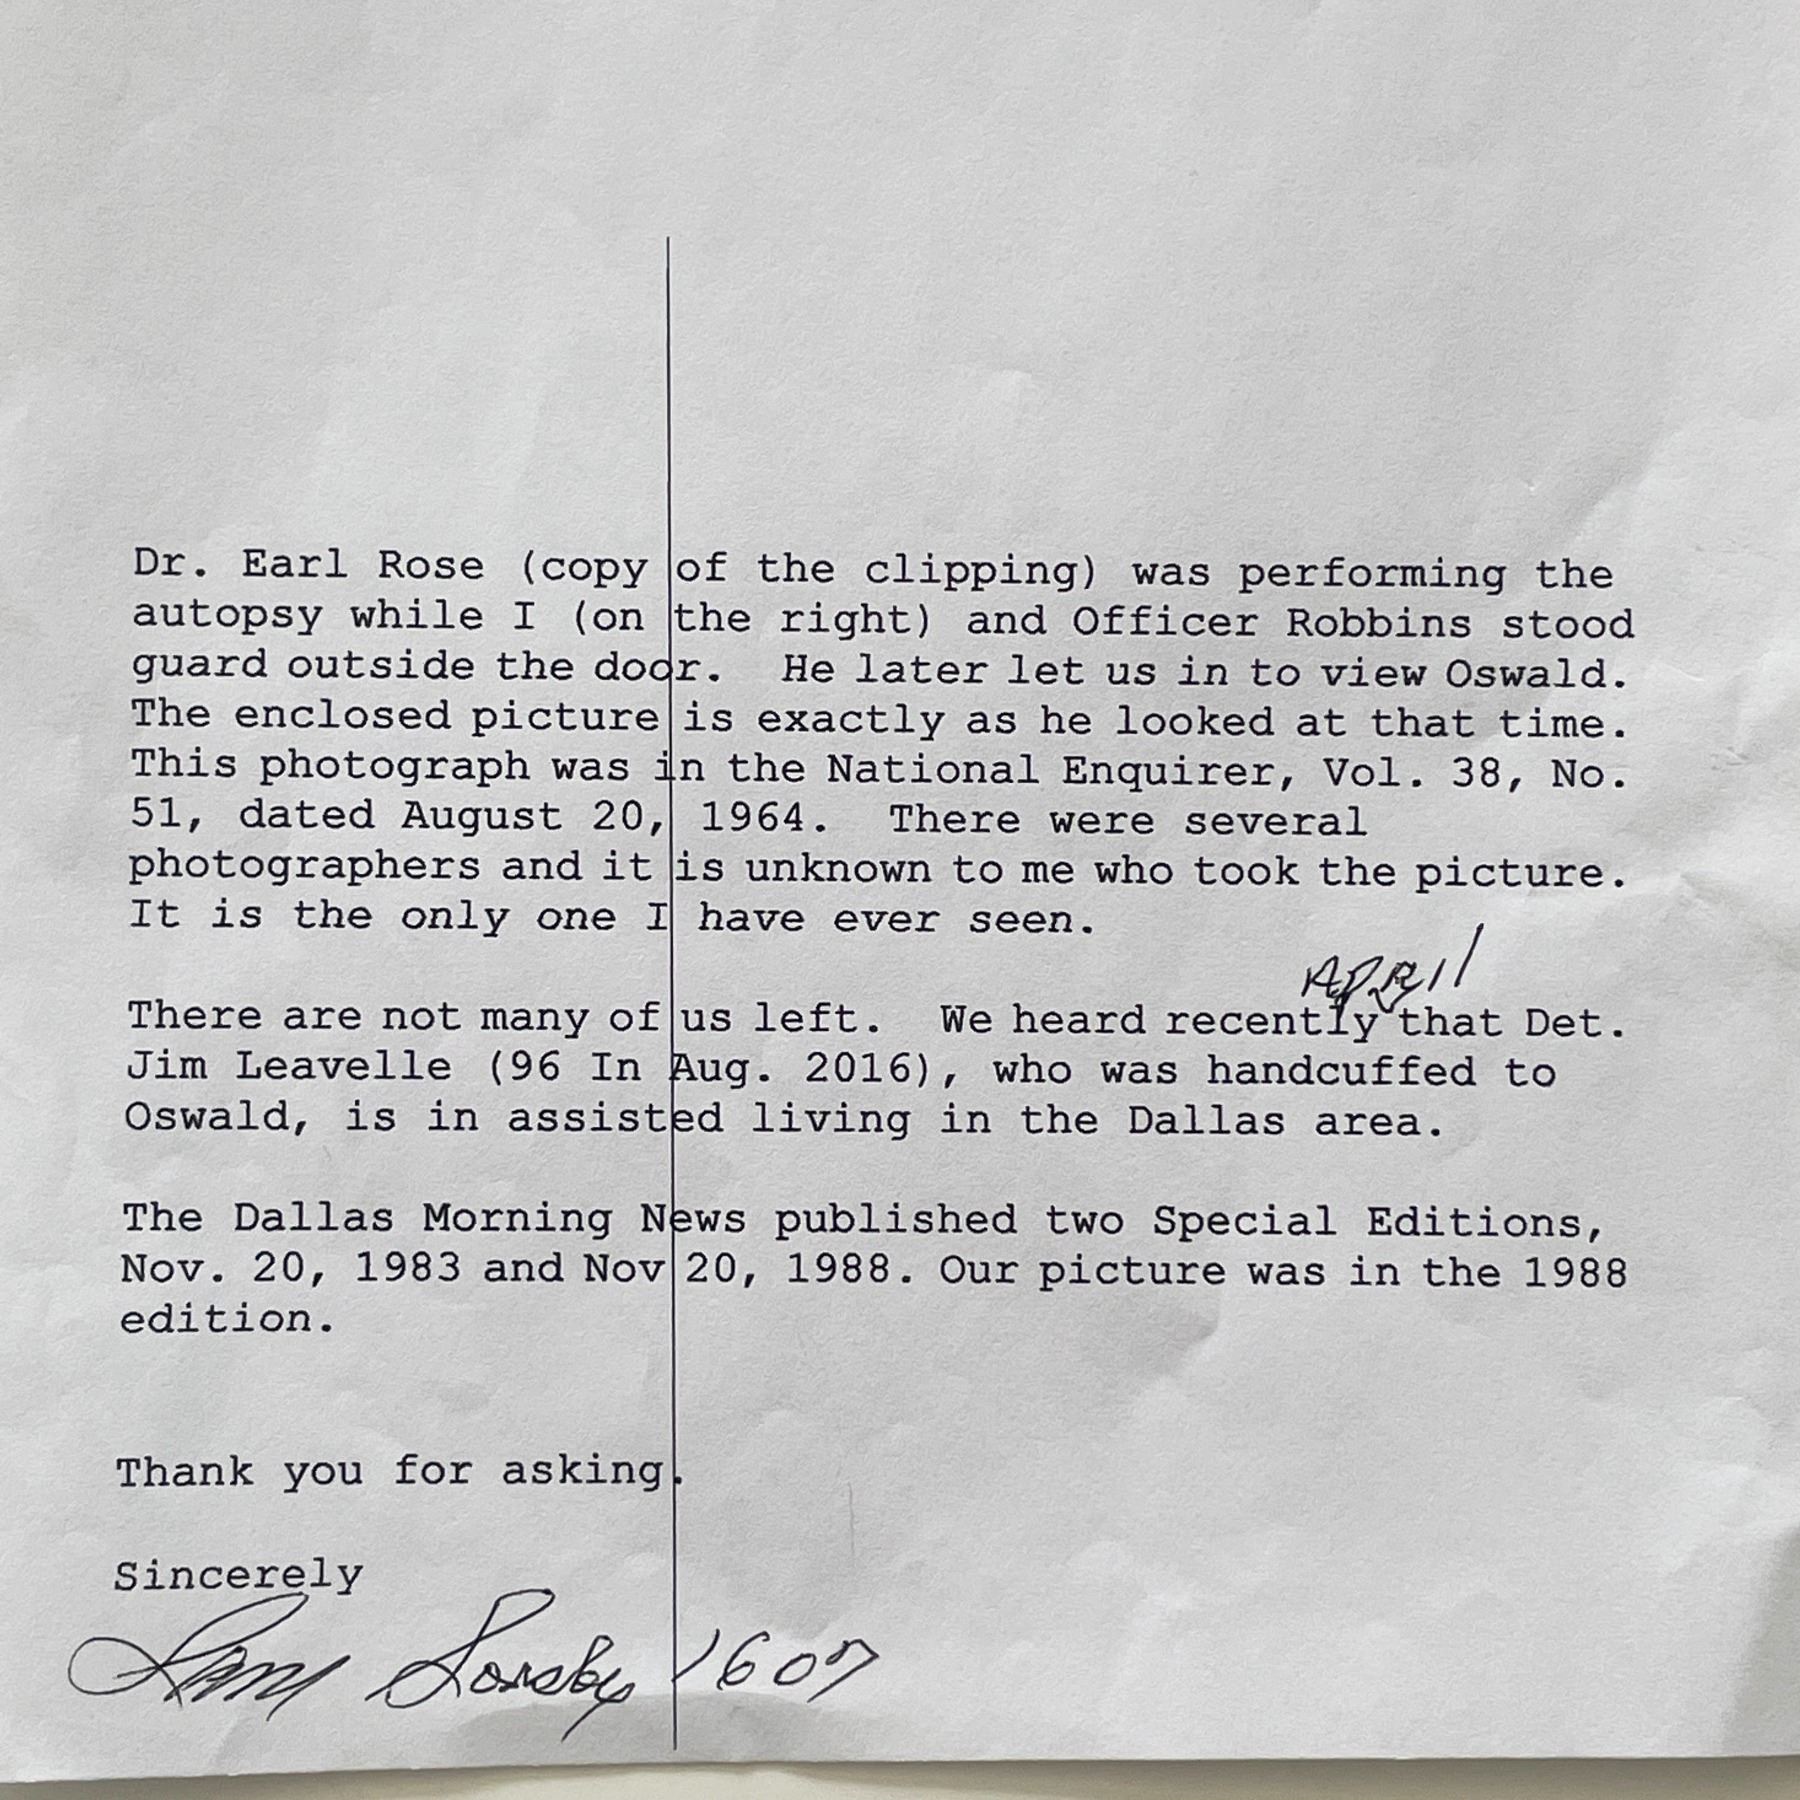 Dr. Earl Rose (copy of the clipping) was performing the
autopsy while I (on the right) and Officer Robbins stood
guard outside the door.  He later let us in to view Oswald.
The enclosed picture is exactly as he looked at that time.
This photograph was in the National Enquirer, Vol. 38, No.
51, dated August 20, 1964.  There were several
photographers and it is unknown to me who took the picture.
It is the only one I have ever seen.
APRIL
There are not many of us left.  We heard recently that Det.
Jim Leavelle (96 In Aug. 2016), who was handcuffed to
Oswald, is in assisted living in the Dallas area.
The Dallas Morning News published two Special Editions,
Nov. 20, 1983 and Nov 20, 1988. Our picture was in the 1988
edition.
Thank you for asking.
Sincerely
1607